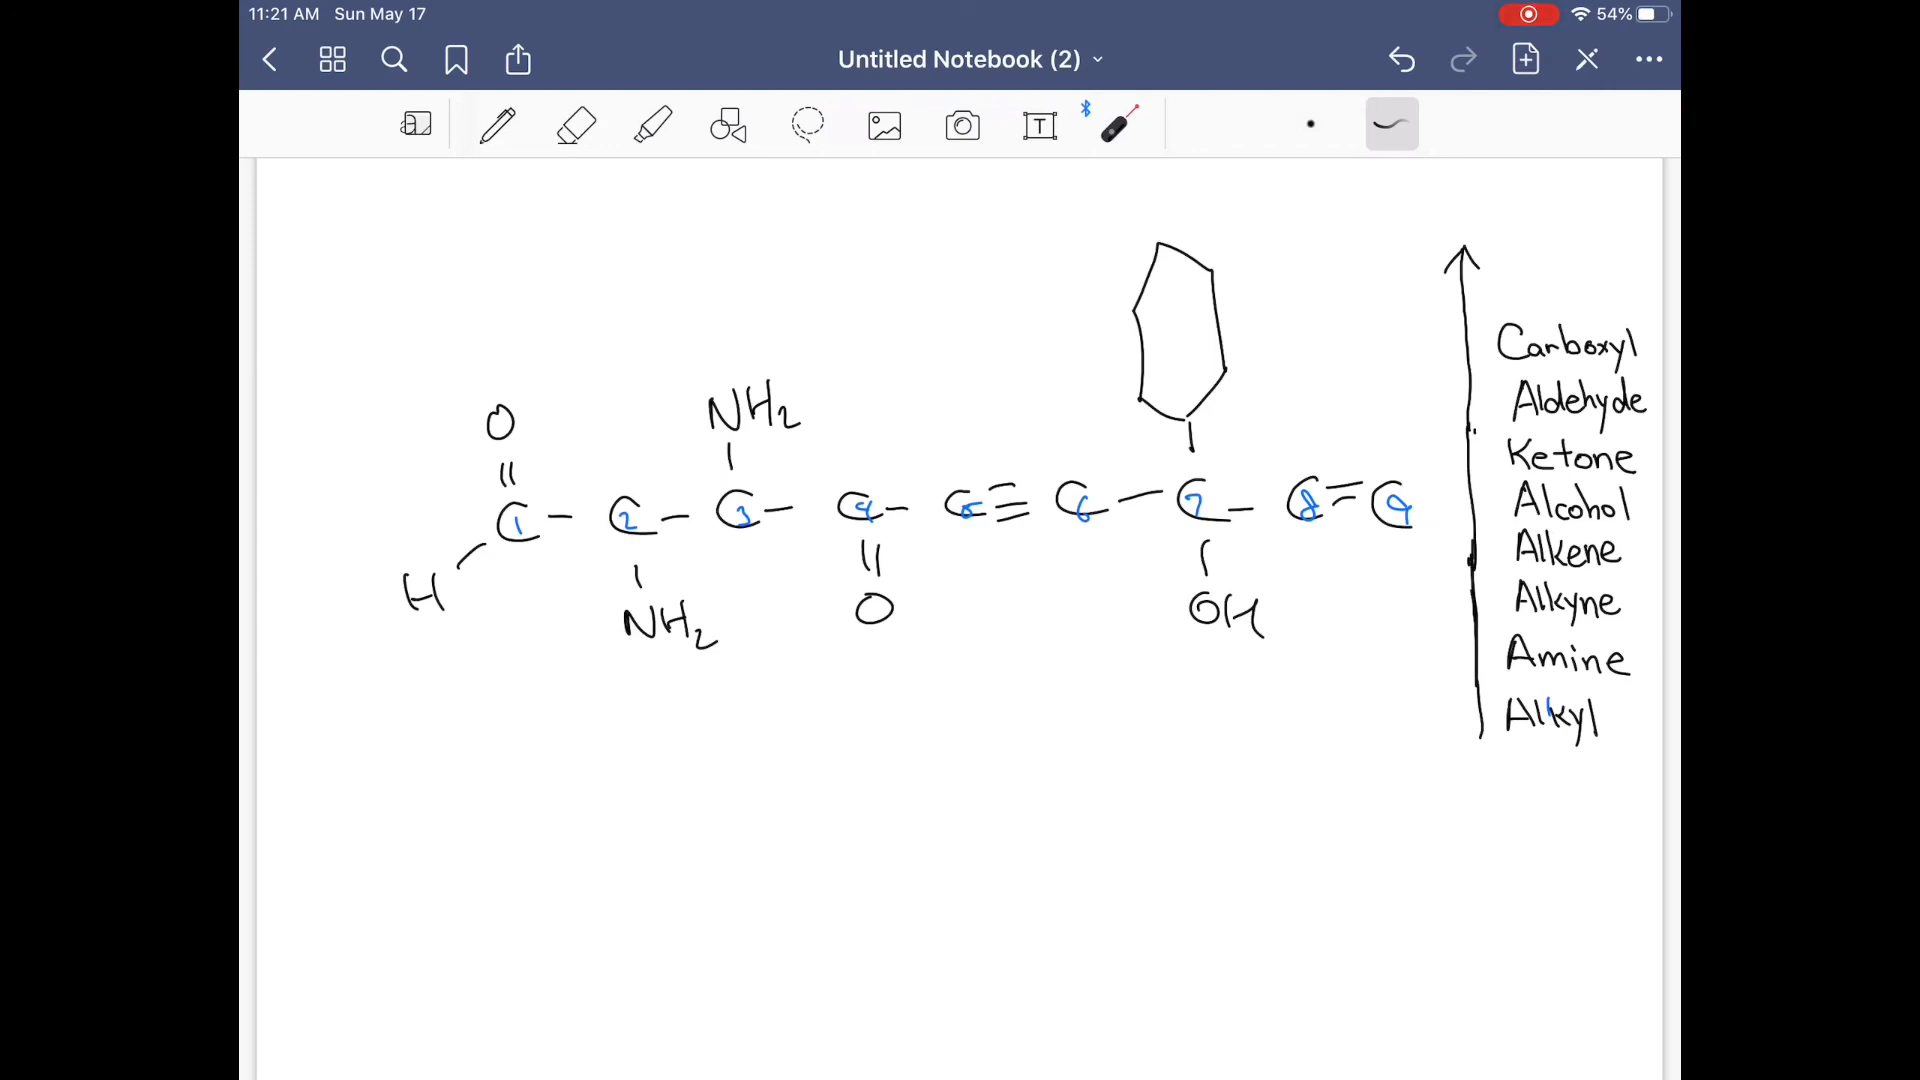 11:21 AM Sun May 17
54%
Untitled Notebook (2)
a
T
O
NH2
C1 - C2 - C3 - C4 - C5 ≡ C6 - C7 - C8 = C9
H
NH2
O
OH
Carboxyl
Aldehyde
Ketone
Alcohol
Alkene
Alkyne
Amine
Alkyl